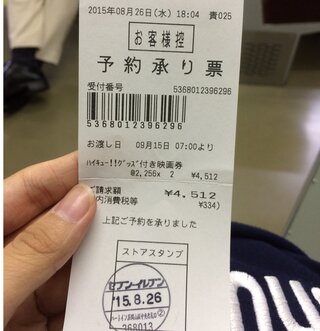 2015年08月26日(水) 18:04 責025
お客様控
予約承り票
受付番号 5368012396296
5368012396296
お渡し日 09月15日 07:00より
ハイキュー!!グッズ付き映画券
@2,256x 2 ¥4,512
ご請求額 ¥4,512
内消費税等 ¥334)
上記ご予約を承りました
ストアスタンプ
セブン-イレブン
'15.8.26
②
368013
nu